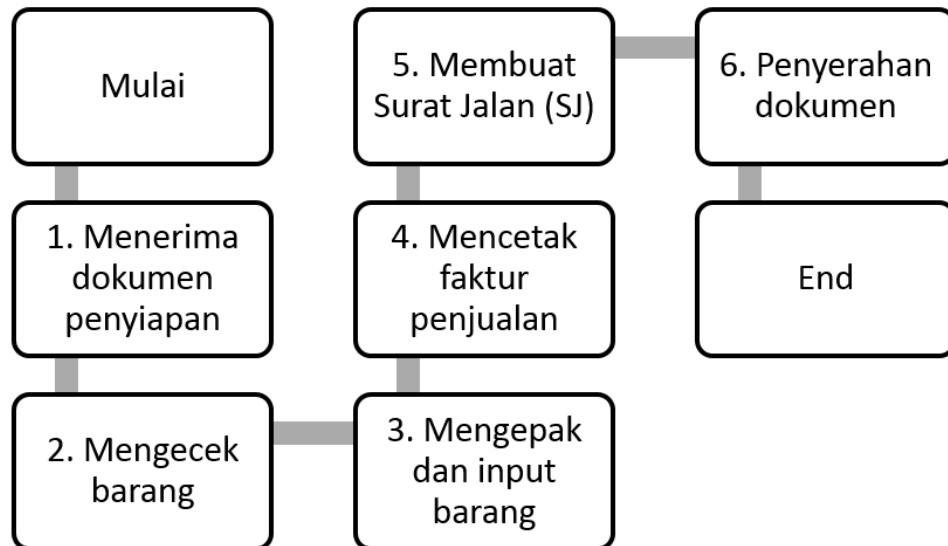 Mulai
1. Menerima
dokumen
penyiapan
2. Mengecek
barang
3. Mengepak
dan input
barang
4. Mencetak
faktur
penjualan
5. Membuat
Surat Jalan (SJ)
6. Penyerahan
dokumen
End